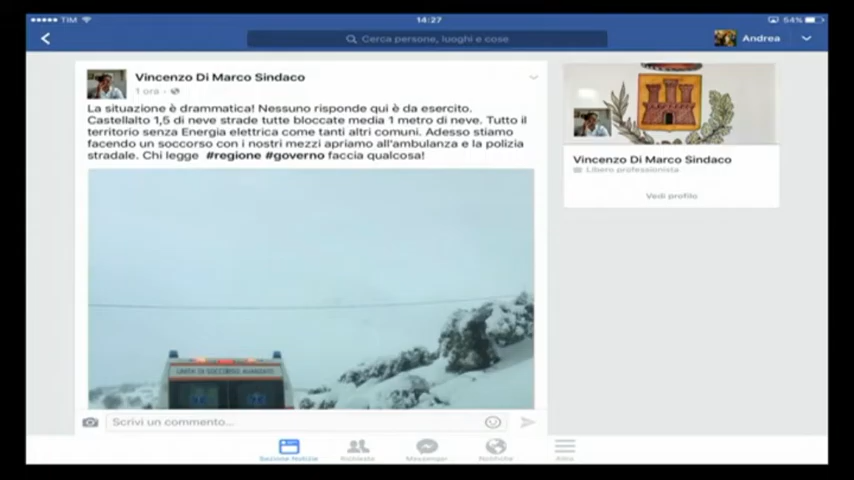 TIM 14:27 54%
Cerca persone, luoghi e cose
Andrea
Vincenzo Di Marco Sindaco
1 ora
La situazione è drammatica! Nessuno risponde qui è da esercito.
Castellalto 1,5 di neve strade tutte bloccate media 1 metro di neve. Tutto il
territorio senza Energia elettrica come tanti altri comuni. Adesso stiamo
facendo un soccorso con i nostri mezzi apriamo all'ambulanza e la polizia
stradale. Chi legge #regione #governo faccia qualcosa!
UNITA' DI SOCCORSO AVANZATO
Scrivi un commento...
Vincenzo Di Marco Sindaco
Libero professionista
Vedi profilo
Sezione Notizie Richieste Messenger Notifiche Altro